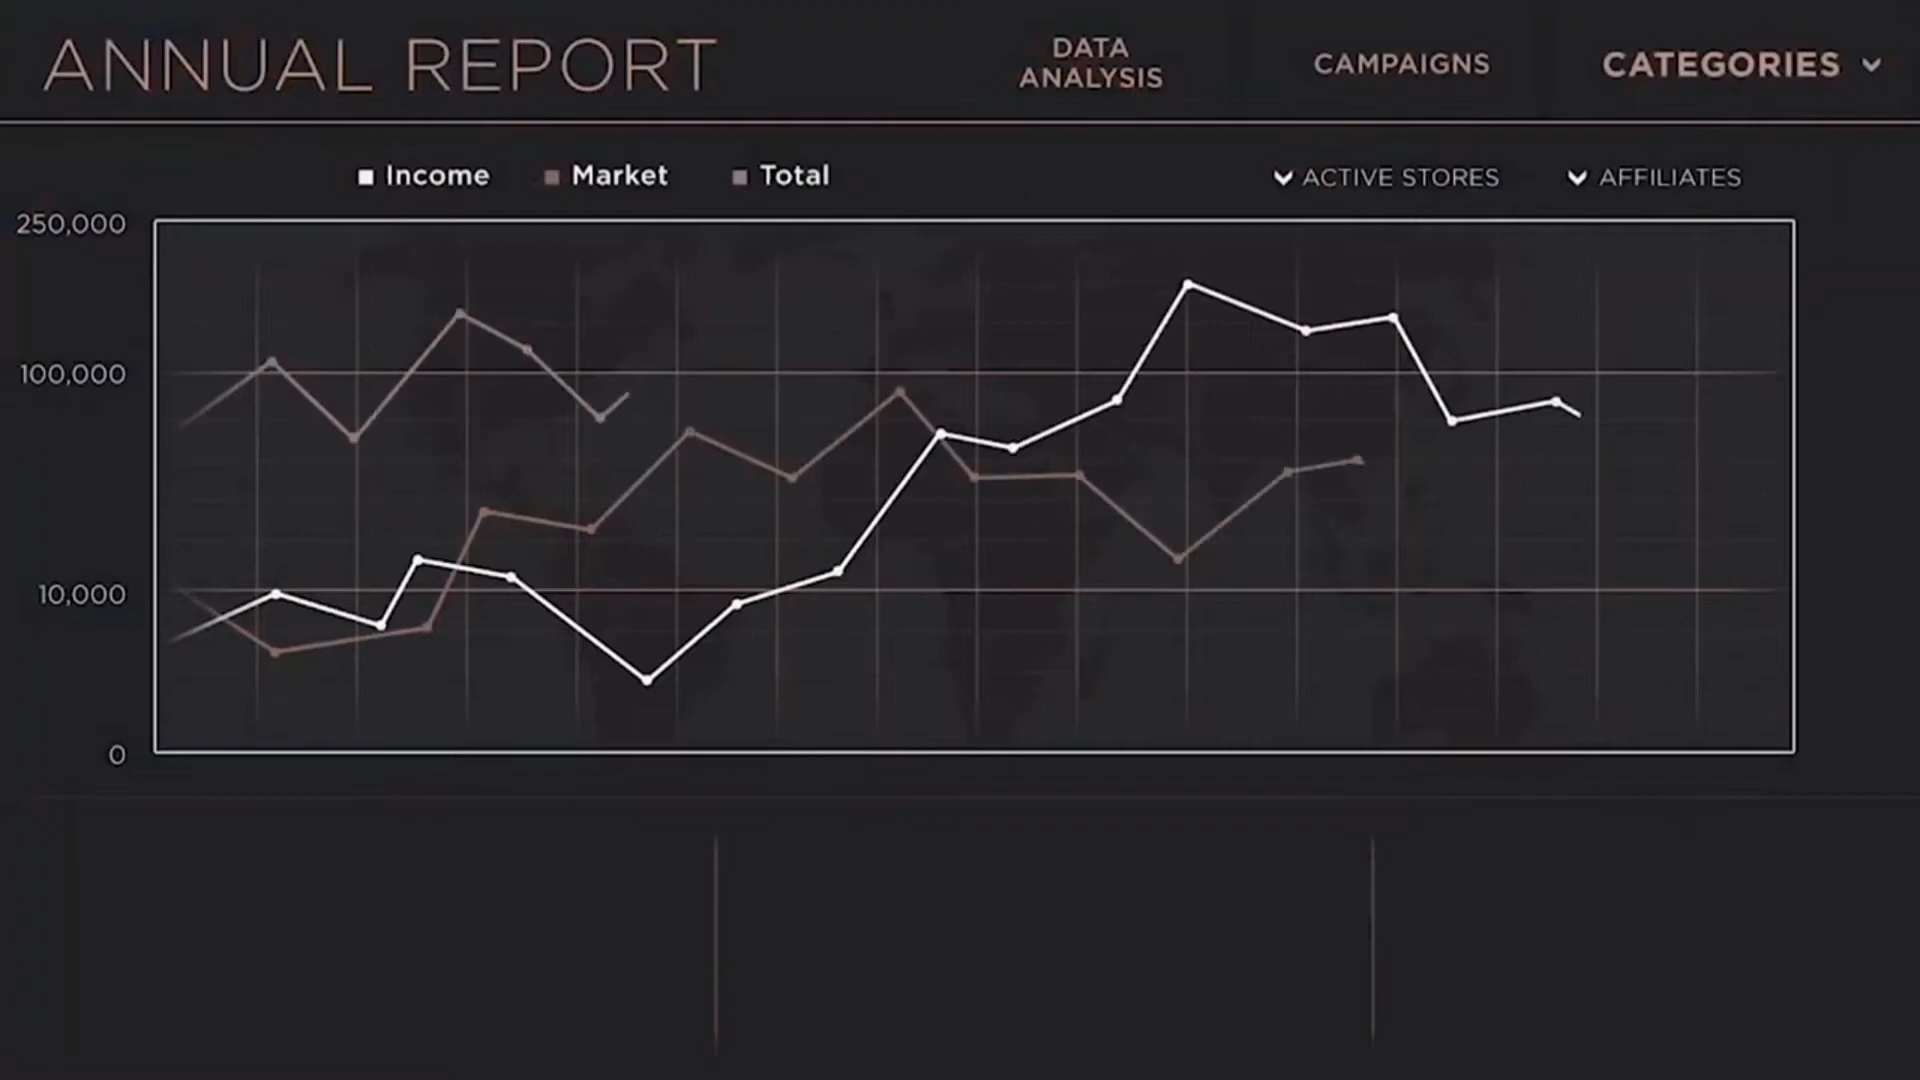 ANNUAL REPORT
DATA
ANALYSIS
CAMPAIGNS
CATEGORIES
Income
Market
Total
ACTIVE STORES
AFFILIATES
250,000
100,000
10,000
0